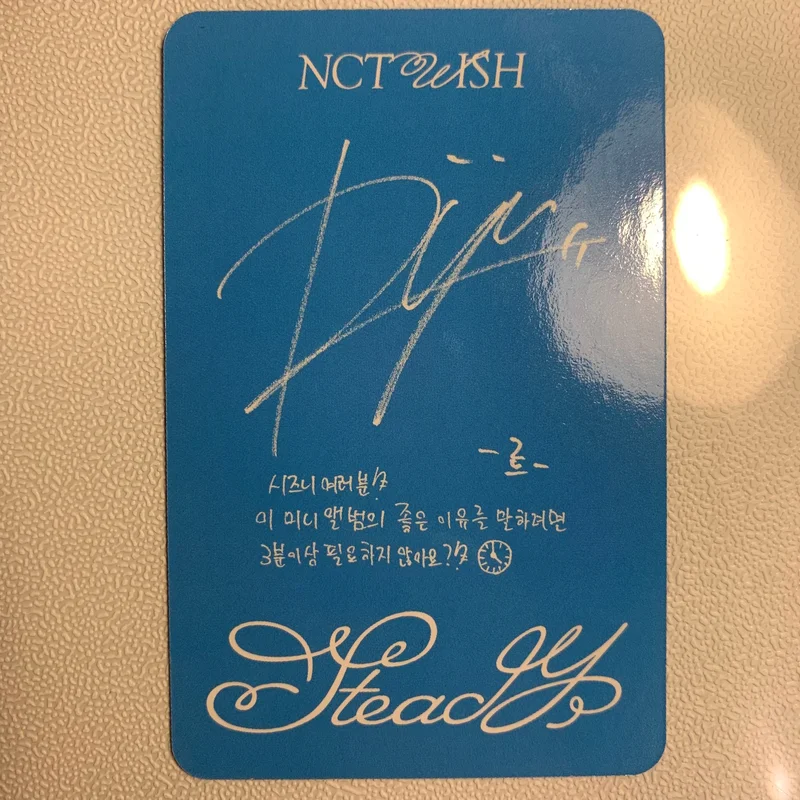 NCT WISH
Riku
-료-
시즈니 여러분!?
이 미니앨범의 좋은 이유를 말하려면
3분이상 필요하지 않아요?!?
Steady